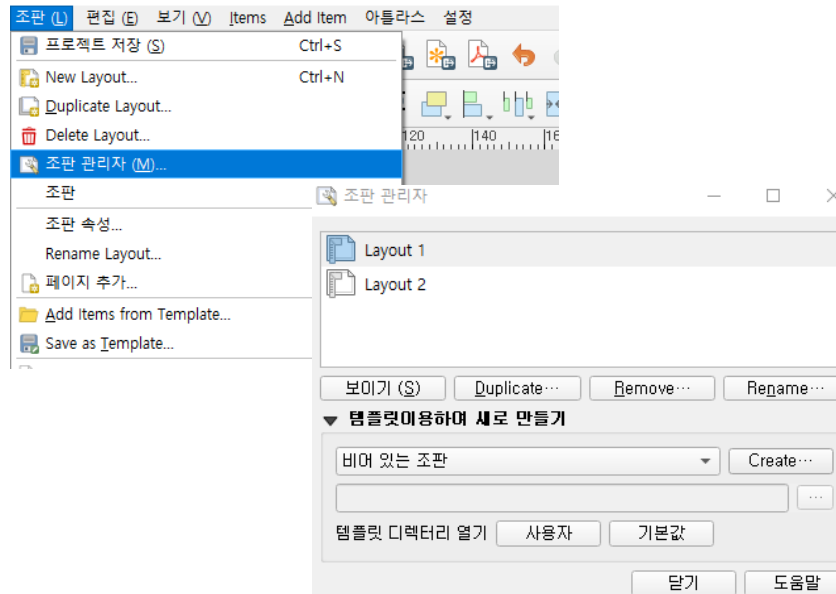 조판 (L) 편집 (E) 보기 (V) Items Add Item 아틀라스 설정
프로젝트 저장 (S) Ctrl+S
New Layout... Ctrl+N
Duplicate Layout...
Delete Layout...
조판 관리자 (M)...
조판
조판 속성...
Rename Layout...
페이지 추가...
Add Items from Template...
Save as Template...
120 140 16
조판 관리자
Layout 1
Layout 2
보이기 (S) Duplicate… Remove… Rename…
템플릿이용하여 새로 만들기
비어 있는 조판 Create…
…
템플릿 디렉터리 열기 사용자 기본값
닫기 도움말